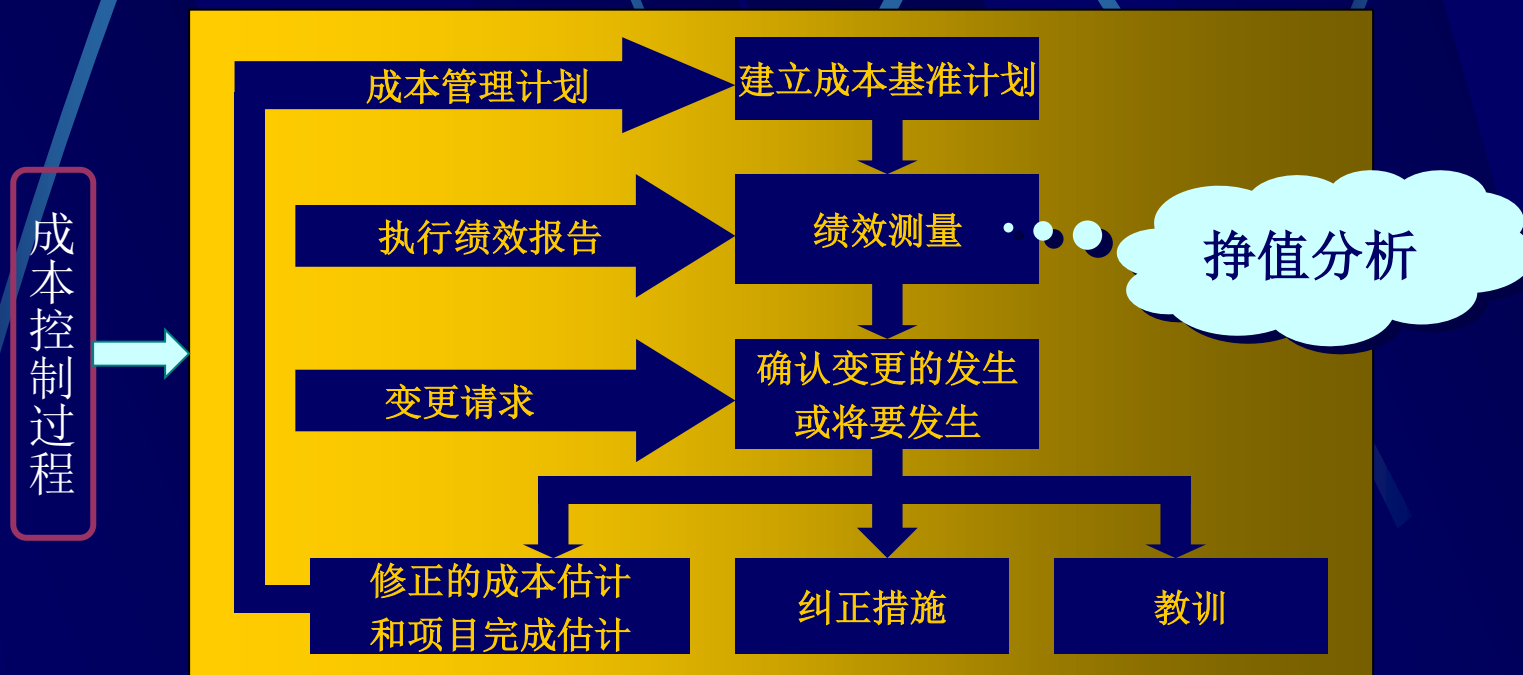 成本控制过程
成本管理计划
建立成本基准计划
执行绩效报告
绩效测量
挣值分析
变更请求
确认变更的发生
或将要发生
修正的成本估计
和项目完成估计
纠正措施
教训